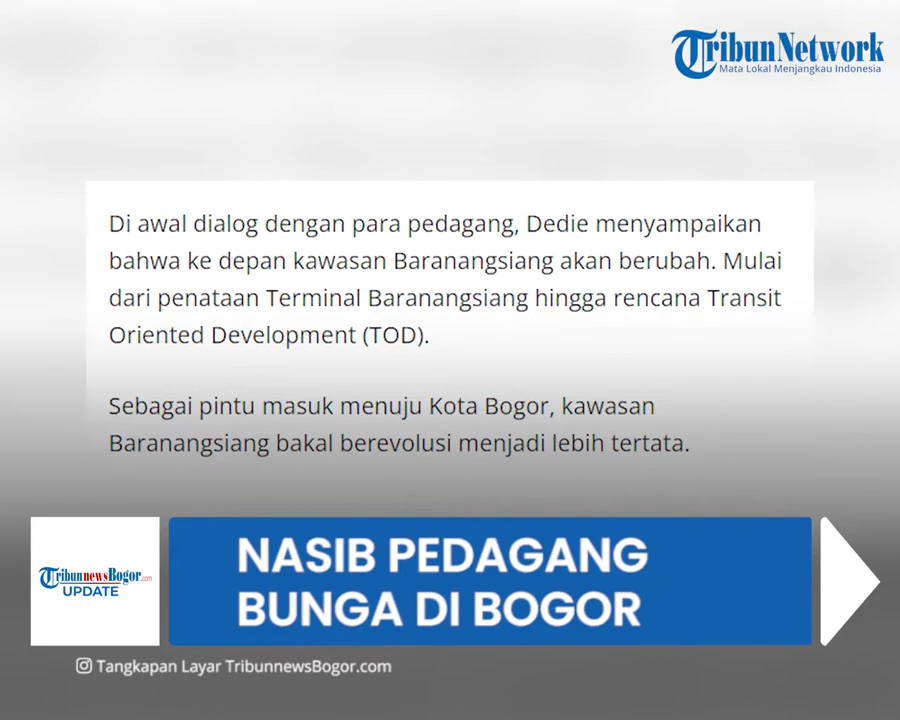 TribunNetwork
Mata Lokal Menjangkau Indonesia
Di awal dialog dengan para pedagang, Dedie menyampaikan
bahwa ke depan kawasan Baranangsiang akan berubah. Mulai
dari penataan Terminal Baranangsiang hingga rencana Transit
Oriented Development (TOD).
Sebagai pintu masuk menuju Kota Bogor, kawasan
Baranangsiang bakal berevolusi menjadi lebih tertata.
TribunnewsBogor.com
UPDATE
NASIB PEDAGANG
BUNGA DI BOGOR
Tangkapan Layar TribunnewsBogor.com